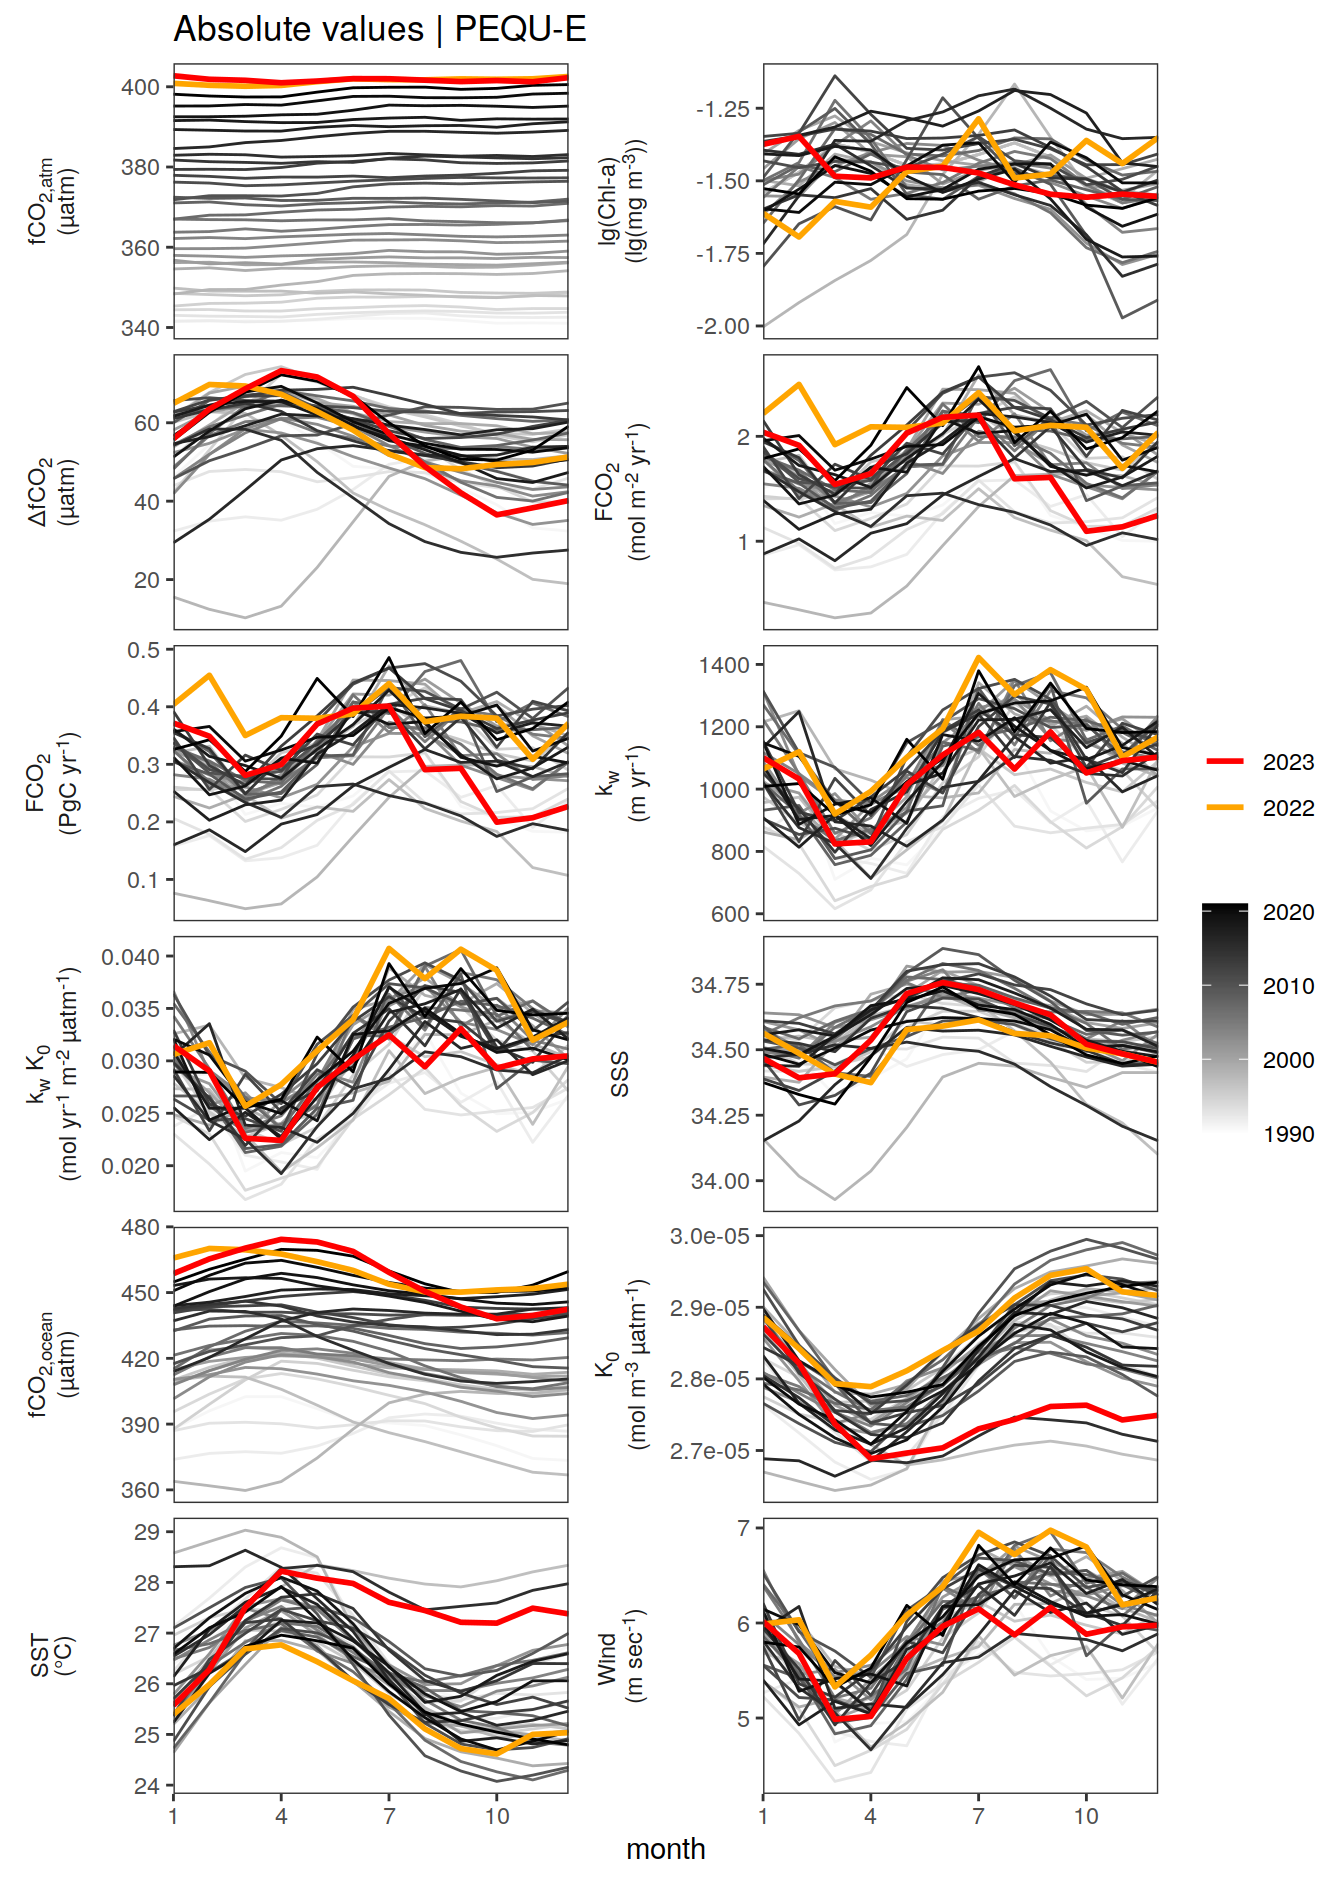 Absolute values | PEQU-E
fCO2,atm
(µatm)
400
380
360
340
lg(Chl-a)
(lg(mg m-3))
-1.25
-1.50
-1.75
-2.00
ΔfCO2
(µatm)
60
40
20
FCO2
(mol m-2 yr-1)
2
1
FCO2
(PgC yr-1)
0.5
0.4
0.3
0.2
0.1
kw
(m yr-1)
1400
1200
1000
800
600
kw K0
(mol yr-1 m-2 µatm-1)
0.040
0.035
0.030
0.025
0.020
SSS
34.75
34.50
34.25
34.00
fCO2,ocean
(µatm)
480
450
420
390
360
K0
(mol m-3 µatm-1)
3.0e-05
2.9e-05
2.8e-05
2.7e-05
SST
(°C)
29
28
27
26
25
24
1 4 7 10
Wind
(m sec-1)
7
6
5
1 4 7 10
month
2023
2022
2020
2010
2000
1990